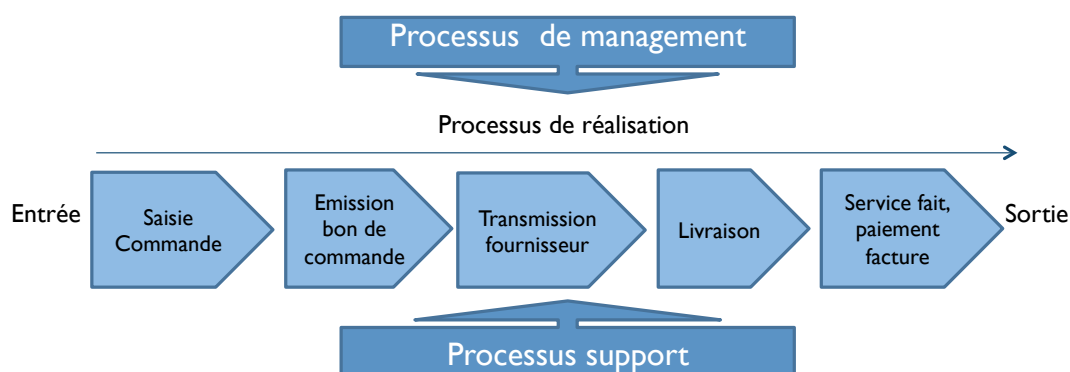 Processus de management
Processus de réalisation
Entrée
Saisie
Commande
Emission
bon de
commande
Transmission
fournisseur
Livraison
Service fait,
paiement
facture
Sortie
Processus support